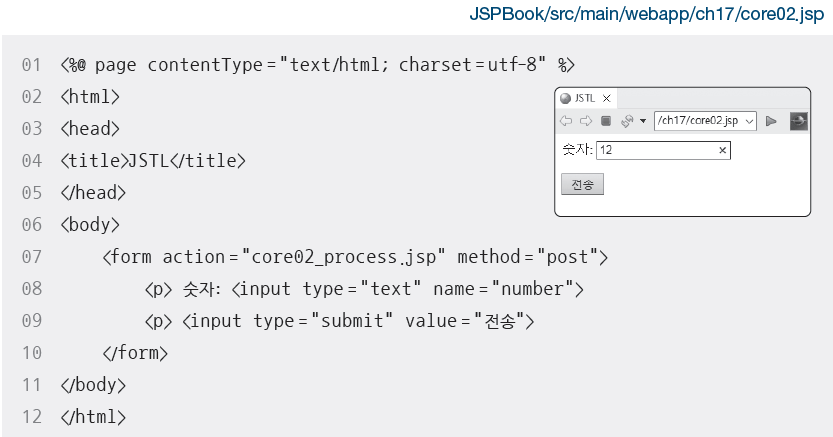 JSPBook/src/main/webapp/ch17/core02.jsp
01 <%@ page contentType="text/html; charset=utf-8" %>
02 <html>
03 <head>
04 <title>JSTL</title>
05 </head>
06 <body>
07 <form action="core02_process.jsp" method="post">
08 <p> 숫자: <input type="text" name="number">
09 <p> <input type="submit" value="전송">
10 </form>
11 </body>
12 </html>
JSTL
/ch17/core02.jsp
숫자: 12
전송